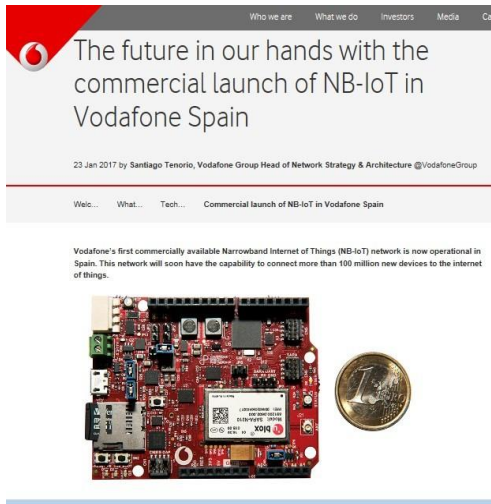 Who we are What we do Investors Media Ca
The future in our hands with the
commercial launch of NB-IoT in
Vodafone Spain
23 Jan 2017 by Santiago Tenorio, Vodafone Group Head of Network Strategy & Architecture @VodafoneGroup
Welc... What... Tech... Commercial launch of NB-IoT in Vodafone Spain
Vodafone's first commercially available Narrowband Internet of Things (NB-IoT) network is now operational in
Spain. This network will soon have the capability to connect more than 100 million new devices to the internet
of things.
blox
1